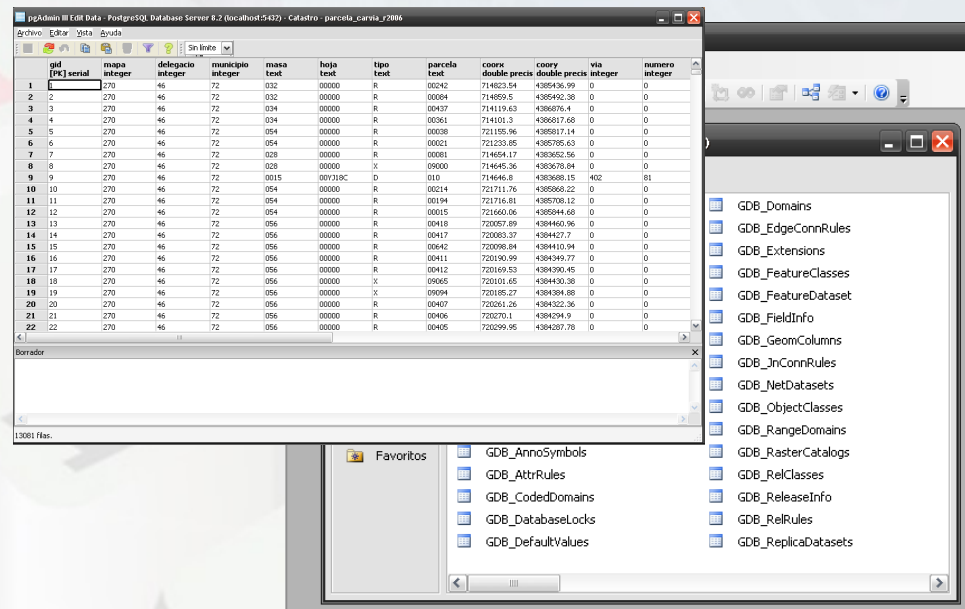 pgAdmin III Edit Data - PostgreSQL Database Server 8.2 (localhost:5432) - Catastro - parcela_carvia_r2006
Archivo Editar Vista Ayuda
Sin límite
gid mapa delegacio municipio masa hoja tipo parcela coorx coory via numero
[PK] serial integer integer integer text text text text double precis double precis integer integer
1 1 270 46 72 032 00000 R 00242 714823.54 4385436.99 0 0
2 2 270 46 72 032 00000 R 00084 714859.5 4385492.38 0 0
3 3 270 46 72 034 00000 R 00437 714119.63 4386876.4 0 0
4 4 270 46 72 034 00000 R 00361 714101.3 4386817.68 0 0
5 5 270 46 72 054 00000 R 00038 721155.96 4385817.14 0 0
6 6 270 46 72 054 00000 R 00021 721233.85 4385785.63 0 0
7 7 270 46 72 028 00000 R 00081 714654.17 4383652.56 0 0
8 8 270 46 72 028 00000 X 09000 714645.36 4383678.84 0 0
9 9 270 46 72 0015 00YJ18C D 010 714646.8 4383688.15 402 81
10 10 270 46 72 054 00000 R 00214 721711.76 4385868.22 0 0
11 11 270 46 72 054 00000 R 00194 721716.81 4385708.12 0 0
12 12 270 46 72 054 00000 R 00015 721660.06 4385844.68 0 0
13 13 270 46 72 056 00000 R 00418 720057.89 4384460.96 0 0
14 14 270 46 72 056 00000 R 00417 720083.37 4384427.7 0 0
15 15 270 46 72 056 00000 R 00642 720098.84 4384410.94 0 0
16 16 270 46 72 056 00000 R 00411 720190.99 4384349.77 0 0
17 17 270 46 72 056 00000 R 00412 720169.53 4384390.45 0 0
18 18 270 46 72 056 00000 X 09065 720101.65 4384430.38 0 0
19 19 270 46 72 056 00000 X 09094 720185.27 4384384.88 0 0
20 20 270 46 72 056 00000 R 00407 720261.26 4384322.36 0 0
21 21 270 46 72 056 00000 R 00406 720270.1 4384294.9 0 0
22 22 270 46 72 056 00000 R 00405 720299.95 4384287.78 0 0
Borrador
13081 filas.
Favoritos
GDB_AnnoSymbols
GDB_AttrRules
GDB_CodedDomains
GDB_DatabaseLocks
GDB_DefaultValues
GDB_Domains
GDB_EdgeConnRules
GDB_Extensions
GDB_FeatureClasses
GDB_FeatureDataset
GDB_FieldInfo
GDB_GeomColumns
GDB_JnConnRules
GDB_NetDatasets
GDB_ObjectClasses
GDB_RangeDomains
GDB_RasterCatalogs
GDB_RelClasses
GDB_ReleaseInfo
GDB_RelRules
GDB_ReplicaDatasets